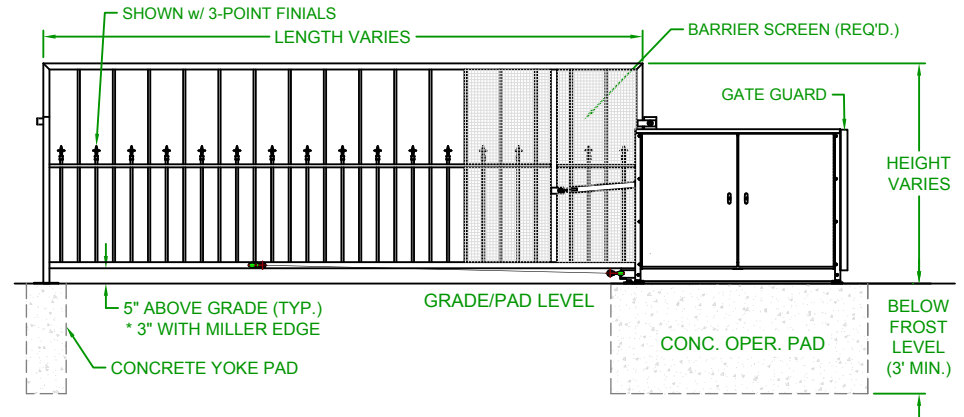 SHOWN w/ 3-POINT FINIALS
LENGTH VARIES
BARRIER SCREEN (REQ'D.)
GATE GUARD
HEIGHT
VARIES
5" ABOVE GRADE (TYP.)
* 3" WITH MILLER EDGE
GRADE/PAD LEVEL
CONCRETE YOKE PAD
CONC. OPER. PAD
BELOW
FROST
LEVEL
(3' MIN.)